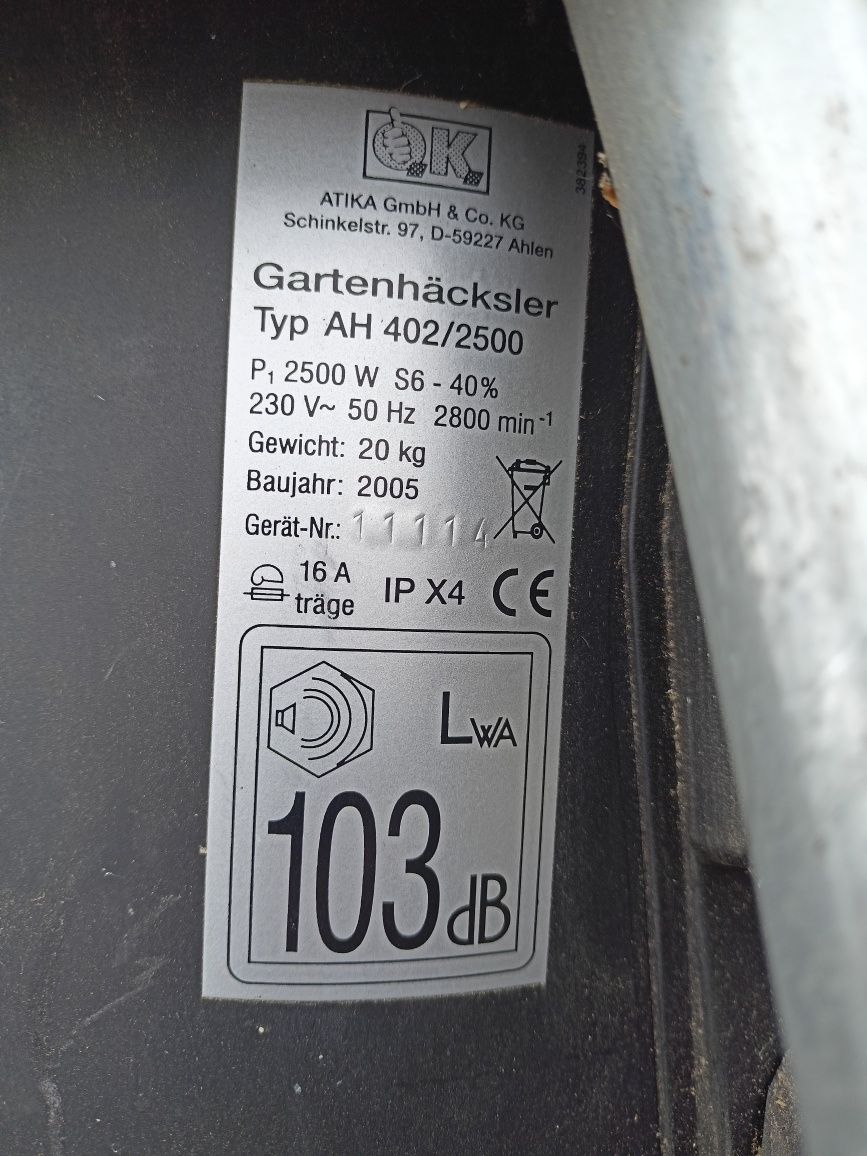 O.K.
382394
ATIKA GmbH & Co. KG
Schinkelstr. 97, D-59227 Ahlen
Gartenhäcksler
Typ AH 402/2500
P₁ 2500 W S6 - 40%
230 V~ 50 Hz 2800 min⁻¹
Gewicht: 20 kg
Baujahr: 2005
Gerät-Nr.: 11114
16 A
träge
IP X4
CE
LWA
103 dB